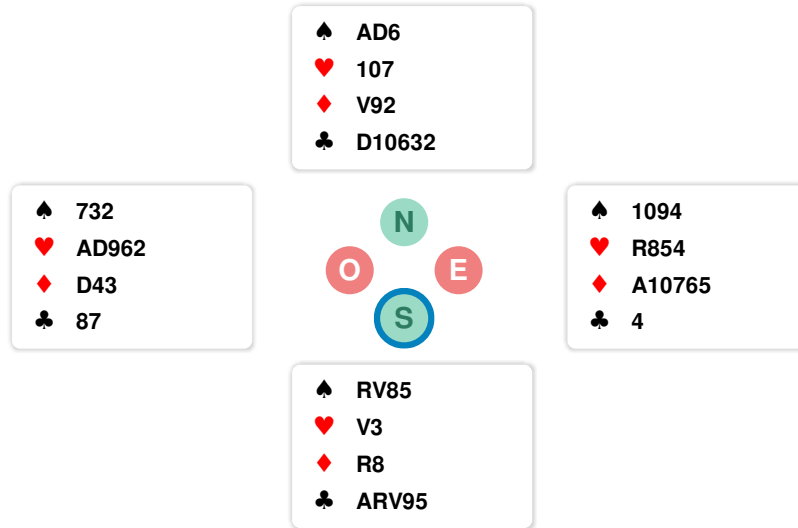 ♠ AD6
♥ 107
♦ V92
♣ D10632
♠ 732
♥ AD962
♦ D43
♣ 87
N
O
E
S
♠ 1094
♥ R854
♦ A10765
♣ 4
♠ RV85
♥ V3
♦ R8
♣ ARV95